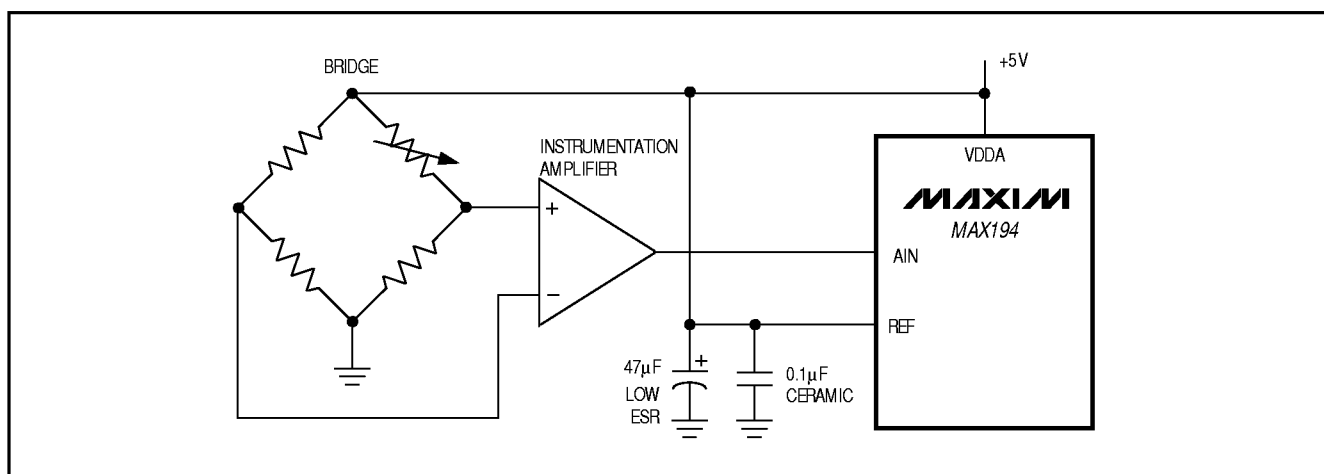 BRIDGE
+5V
INSTRUMENTATION
AMPLIFIER
VDDA
MAXIM
MAX194
+
−
AIN
REF
47µF
+
LOW
ESR
0.1µF
CERAMIC